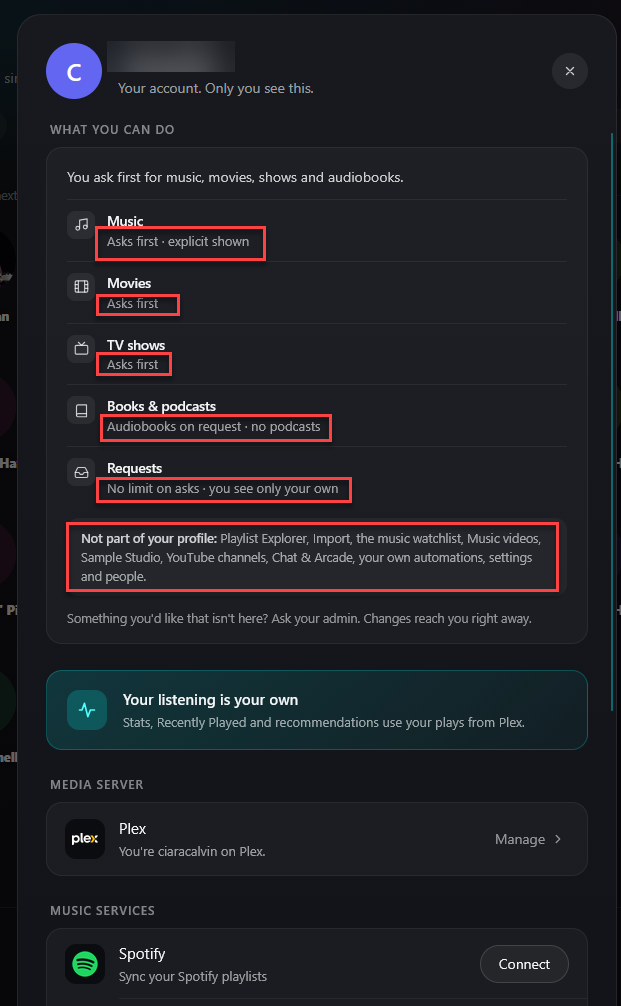 C
Your account. Only you see this.
WHAT YOU CAN DO
You ask first for music, movies, shows and audiobooks.
Music
Asks first · explicit shown
Movies
Asks first
TV shows
Asks first
Books & podcasts
Audiobooks on request · no podcasts
Requests
No limit on asks · you see only your own
Not part of your profile: Playlist Explorer, Import, the music watchlist, Music videos,
Sample Studio, YouTube channels, Chat & Arcade, your own automations, settings
and people.
Something you'd like that isn't here? Ask your admin. Changes reach you right away.
Your listening is your own
Stats, Recently Played and recommendations use your plays from Plex.
MEDIA SERVER
plex
Plex
You're ciaracalvin on Plex.
Manage
MUSIC SERVICES
Spotify
Sync your Spotify playlists
Connect